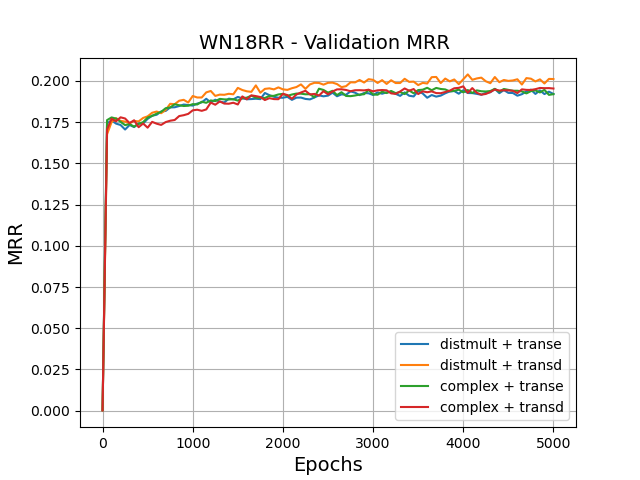 WN18RR - Validation MRR
MRR
0.200
0.175
0.150
0.125
0.100
0.075
0.050
0.025
0.000
0
1000
2000
3000
4000
5000
Epochs
distmult + transe
distmult + transd
complex + transe
complex + transd